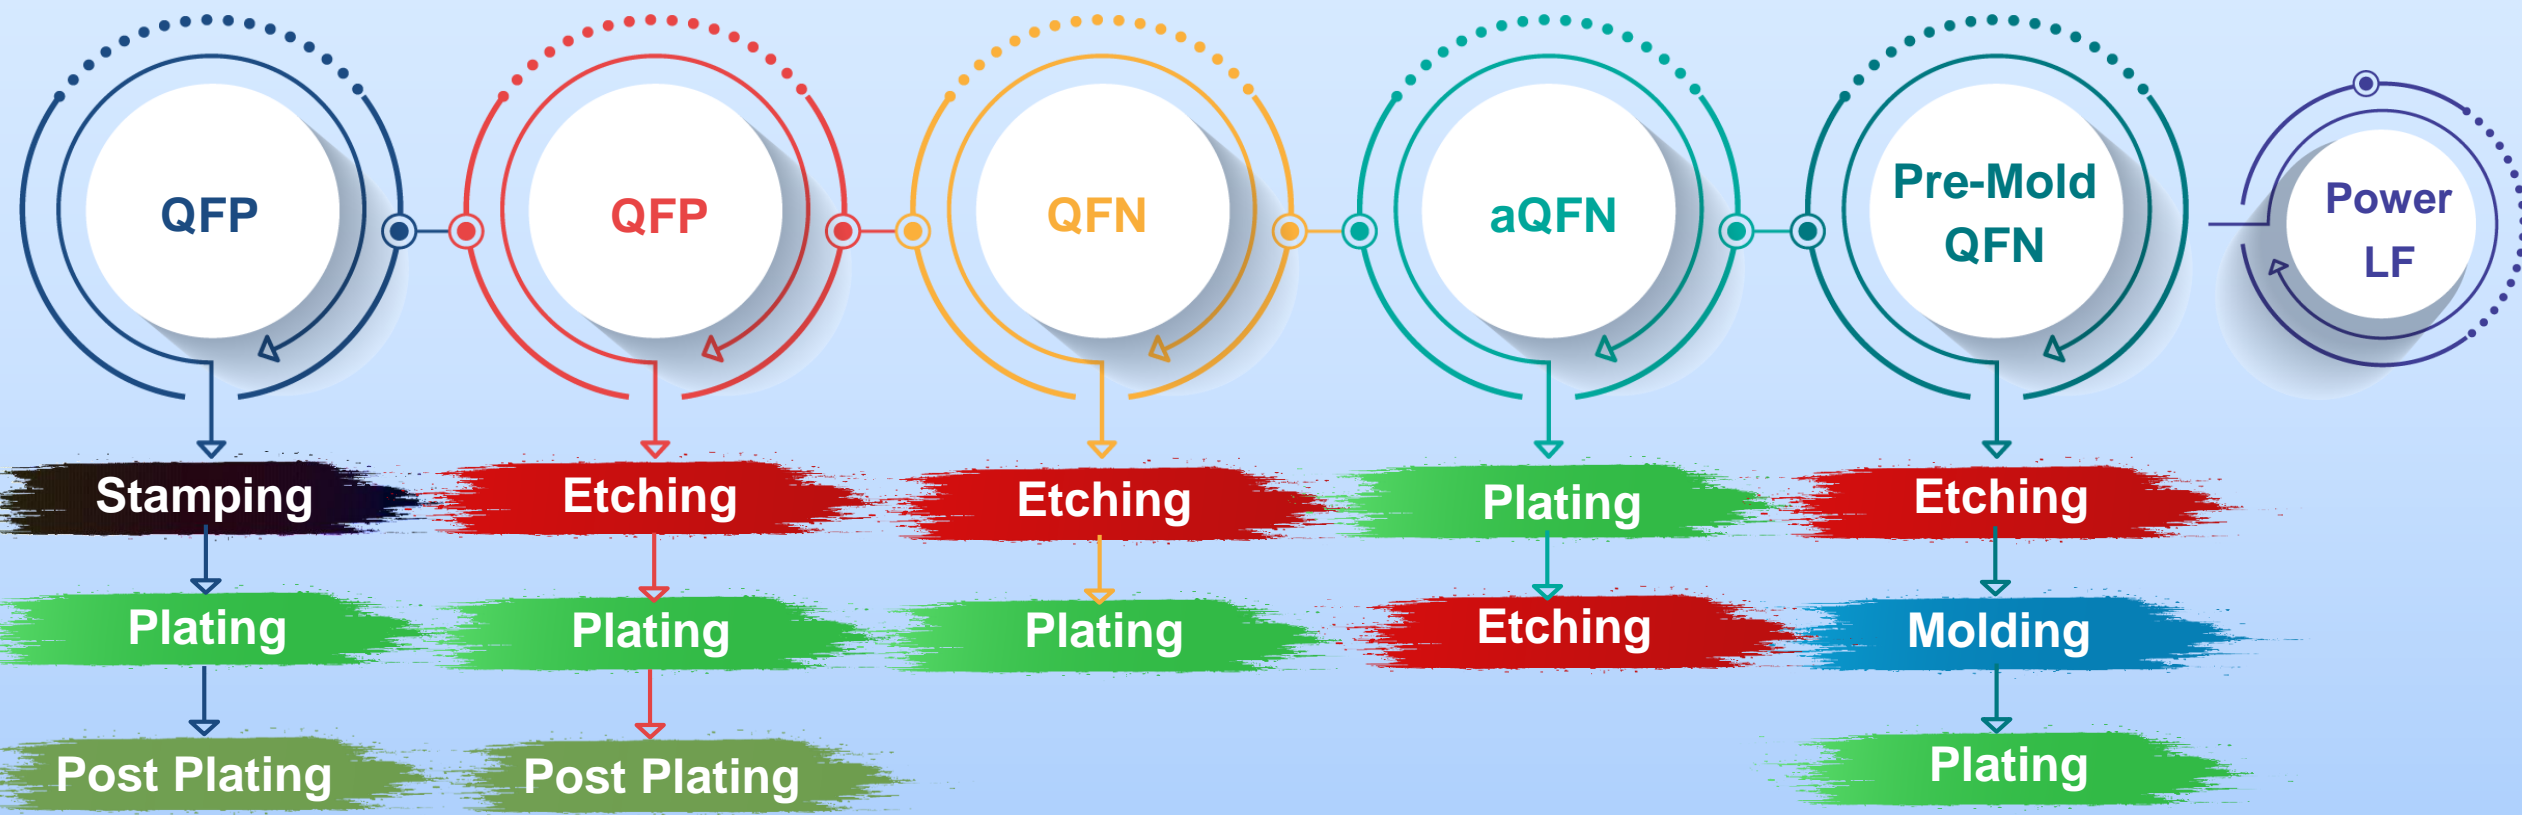 QFP
QFP
QFN
aQFN
Pre-Mold
QFN
Power
LF
Stamping
Etching
Etching
Plating
Etching
Plating
Plating
Plating
Etching
Molding
Post Plating
Post Plating
Plating